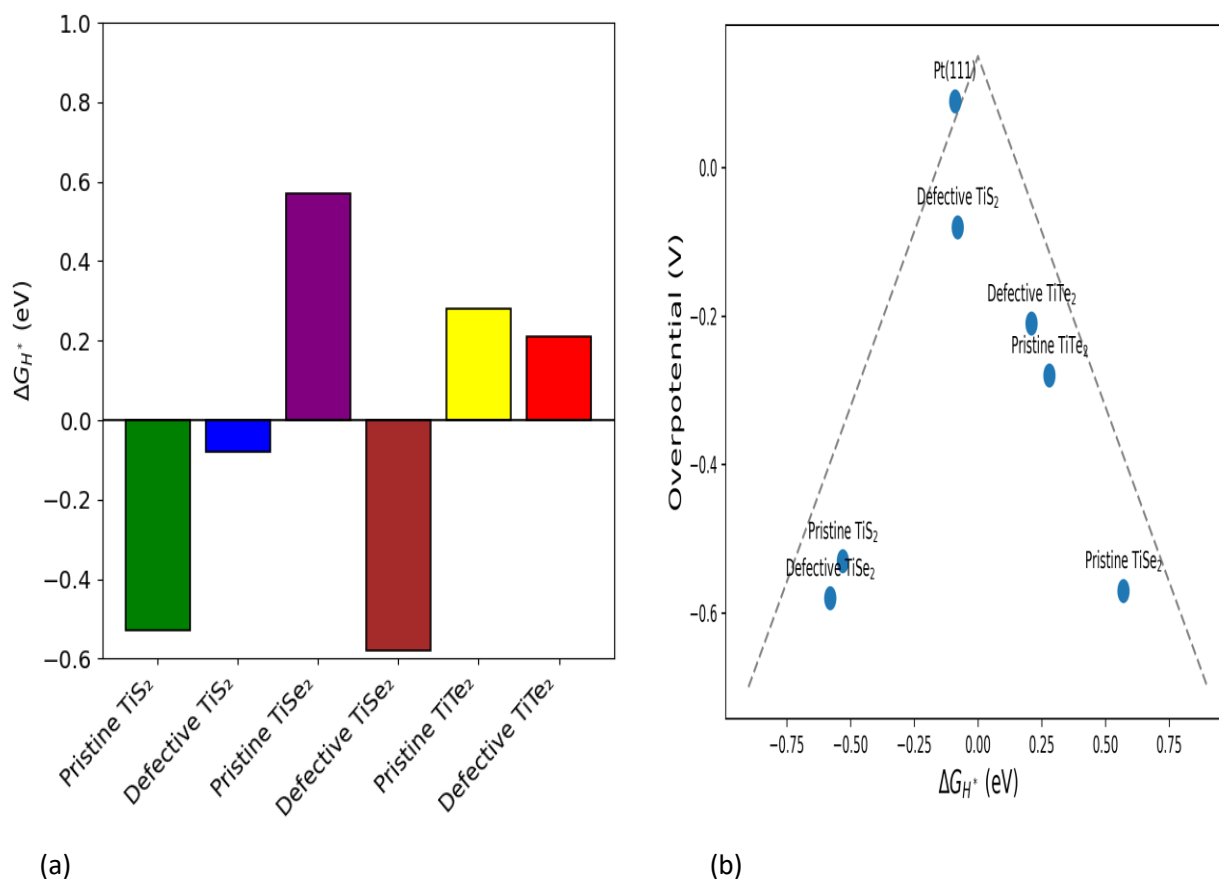 1.0
0.8
0.6
0.4
0.2
0.0
−0.2
−0.4
−0.6
ΔG_H* (eV)
Pristine TiS₂
Defective TiS₂
Pristine TiSe₂
Defective TiSe₂
Pristine TiTe₂
Defective TiTe₂
(a)
Overpotential (V)
0.0
−0.2
−0.4
−0.6
Pt(111)
Defective TiS₂
Defective TiTe₂
Pristine TiTe₂
Pristine TiS₂
Defective TiSe₂
Pristine TiSe₂
−0.75 −0.50 −0.25 0.00 0.25 0.50 0.75
ΔG_H* (eV)
(b)